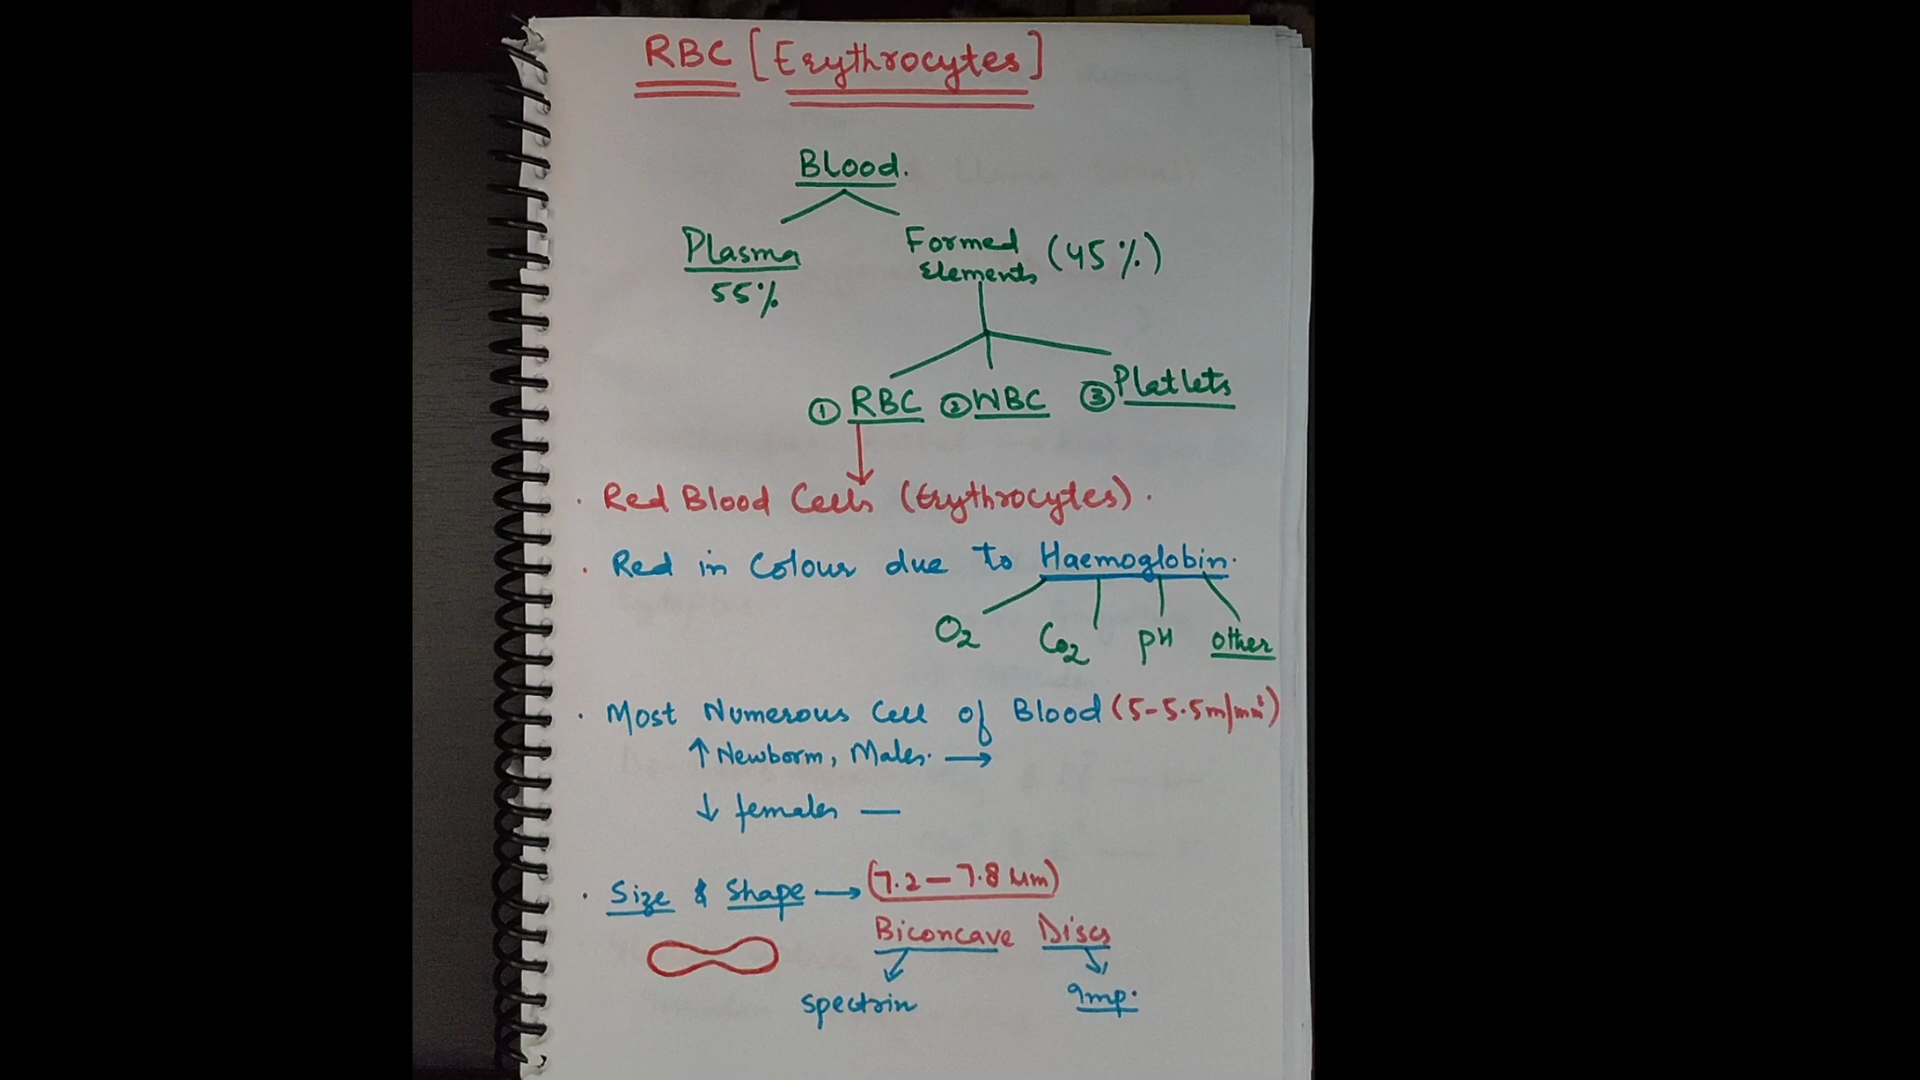 RBC [Erythrocytes]
Blood.
Plasma
55%
Formed
Elements (45%)
① RBC ② WBC ③ Platlets
· Red Blood Cells (Erythrocytes).
· Red in Colour due to Haemoglobin.
O2 CO2 pH other
· Most Numerous Cell of Blood (5-5.5m/mm³)
↑ Newborn, Males. →
↓ females —
· Size & Shape → (7.2 — 7.8 µm)
Biconcave Discs
spectrin Imp.